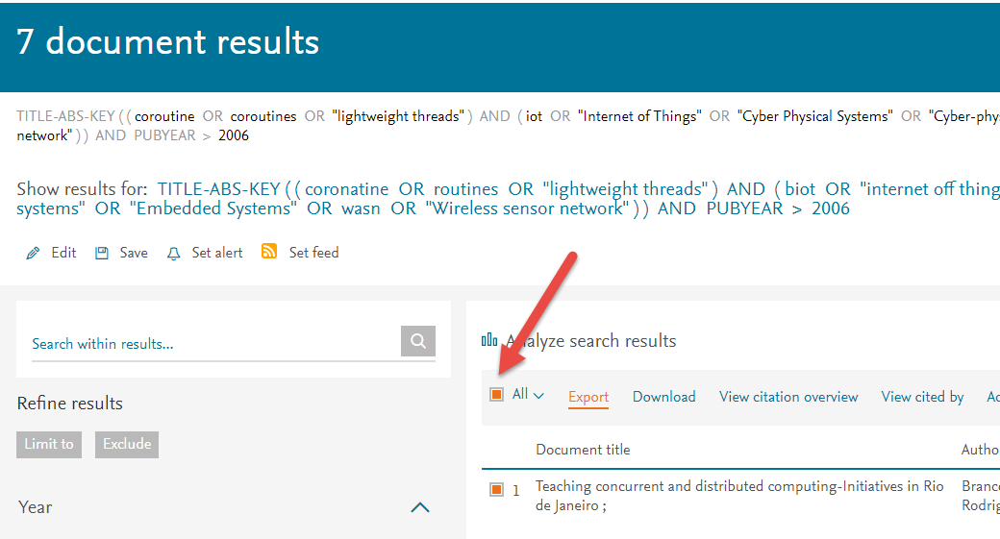 7 document results
TITLE-ABS-KEY ( ( coroutine OR coroutines OR "lightweight threads" ) AND ( iot OR "Internet of Things" OR "Cyber Physical Systems" OR "Cyber-phys
network" ) ) AND PUBYEAR > 2006
Show results for: TITLE-ABS-KEY ( ( coronatine OR routines OR "lightweight threads" ) AND ( biot OR "internet off thing
systems" OR "Embedded Systems" OR wasn OR "Wireless sensor network" ) ) AND PUBYEAR > 2006
Edit Save Set alert Set feed
Search within results...
Analyze search results
All Export Download View citation overview View cited by
Refine results
Limit to Exclude
Document title Autho
1 Teaching concurrent and distributed computing-Initiatives in Rio
de Janeiro ;
Branco
Rodrig
Year